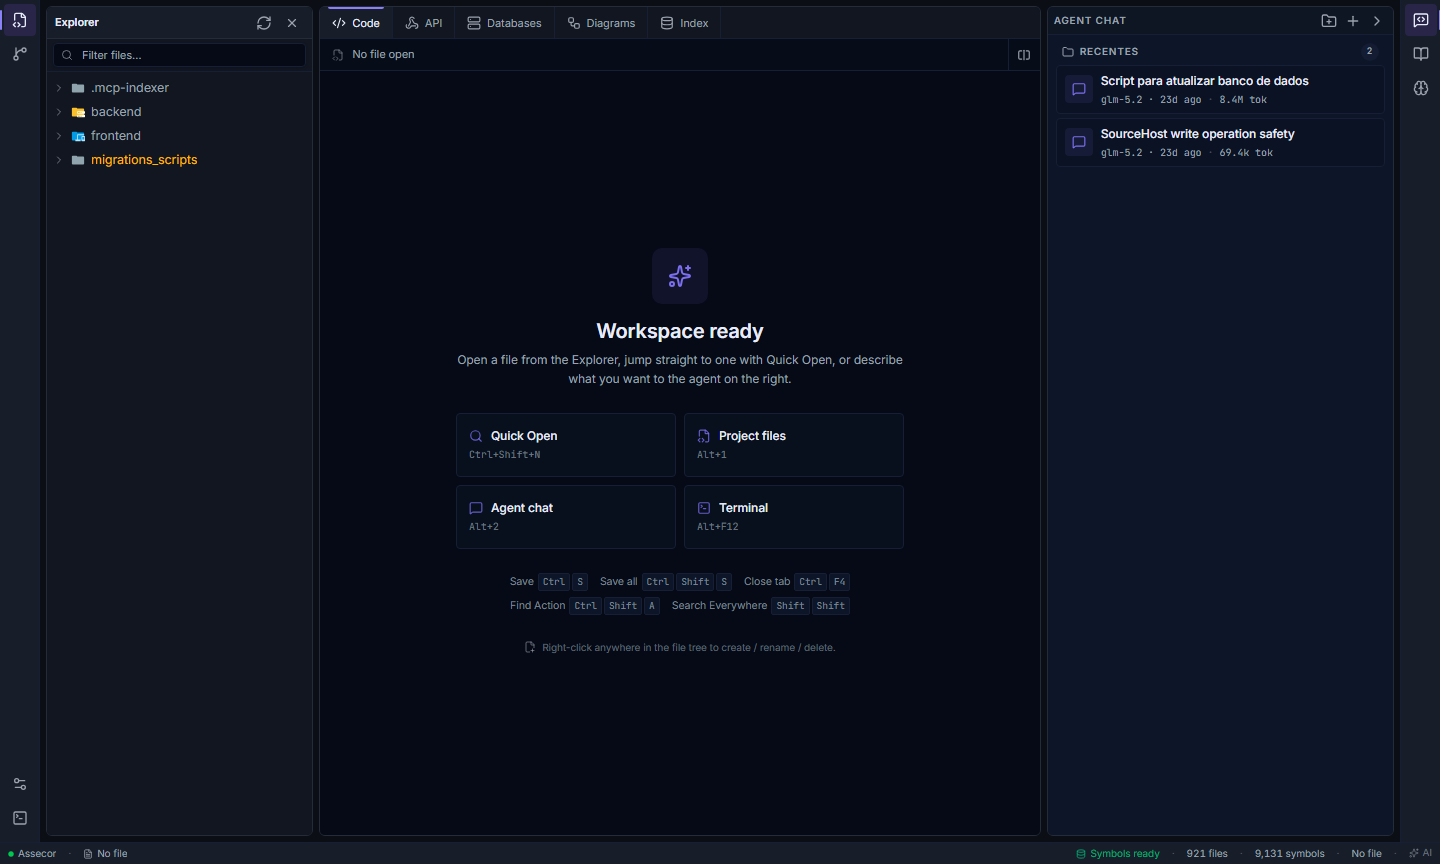 Explorer
Filter files...
.mcp-indexer
backend
frontend
migrations_scripts
Code
API
Databases
Diagrams
Index
No file open
Workspace ready
Open a file from the Explorer, jump straight to one with Quick Open, or describe
what you want to the agent on the right.
Quick Open
Ctrl+Shift+N
Project files
Alt+1
Agent chat
Alt+2
Terminal
Alt+F12
Save Ctrl S Save all Ctrl Shift S Close tab Ctrl F4
Find Action Ctrl Shift A Search Everywhere Shift Shift
Right-click anywhere in the file tree to create / rename / delete.
AGENT CHAT
RECENTES 2
Script para atualizar banco de dados
glm-5.2 · 23d ago · 8.4M tok
SourceHost write operation safety
glm-5.2 · 23d ago · 69.4k tok
Assecor · No file
Symbols ready · 921 files · 9,131 symbols · No file · AI